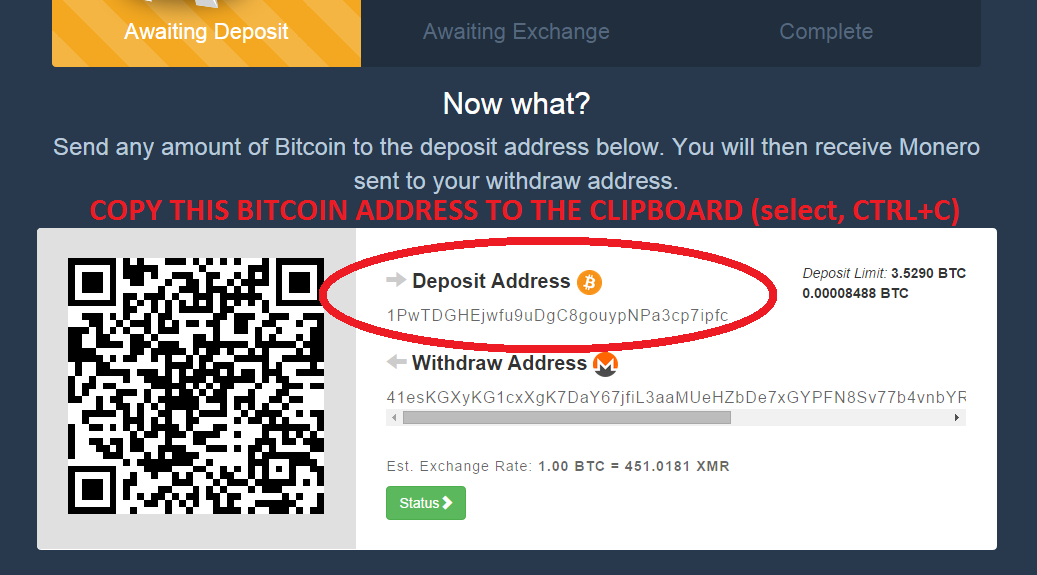 Awaiting Deposit Awaiting Exchange Complete
Now what?
Send any amount of Bitcoin to the deposit address below. You will then receive Monero
sent to your withdraw address.
COPY THIS BITCOIN ADDRESS TO THE CLIPBOARD (select, CTRL+C)
Deposit Address
Deposit Limit: 3.5290 BTC
0.00008488 BTC
1PwTDGHEjwfu9uDgC8gouypNPa3cp7ipfc
Withdraw Address
41esKGXyKG1cxXgK7DaY67jfiL3aaMUeHZbDe7xGYPFN8Sv77b4vnbYR
Est. Exchange Rate: 1.00 BTC = 451.0181 XMR
Status